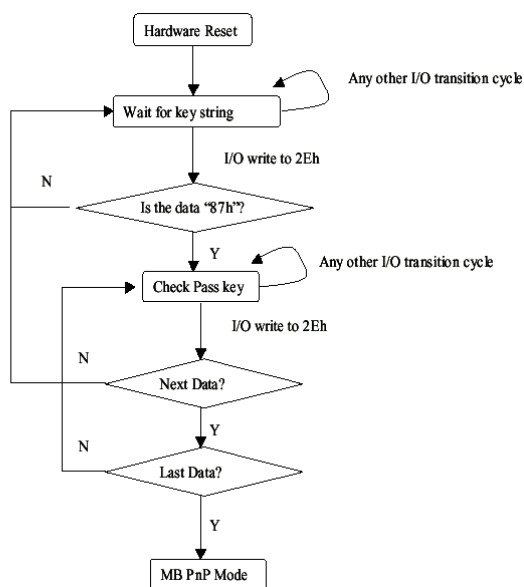 Hardware Reset
Any other I/O transition cycle
Wait for key string
I/O write to 2Eh
N
Is the data “87h”?
Y
Any other I/O transition cycle
Check Pass key
I/O write to 2Eh
N
Next Data?
Y
N
Last Data?
Y
MB PnP Mode